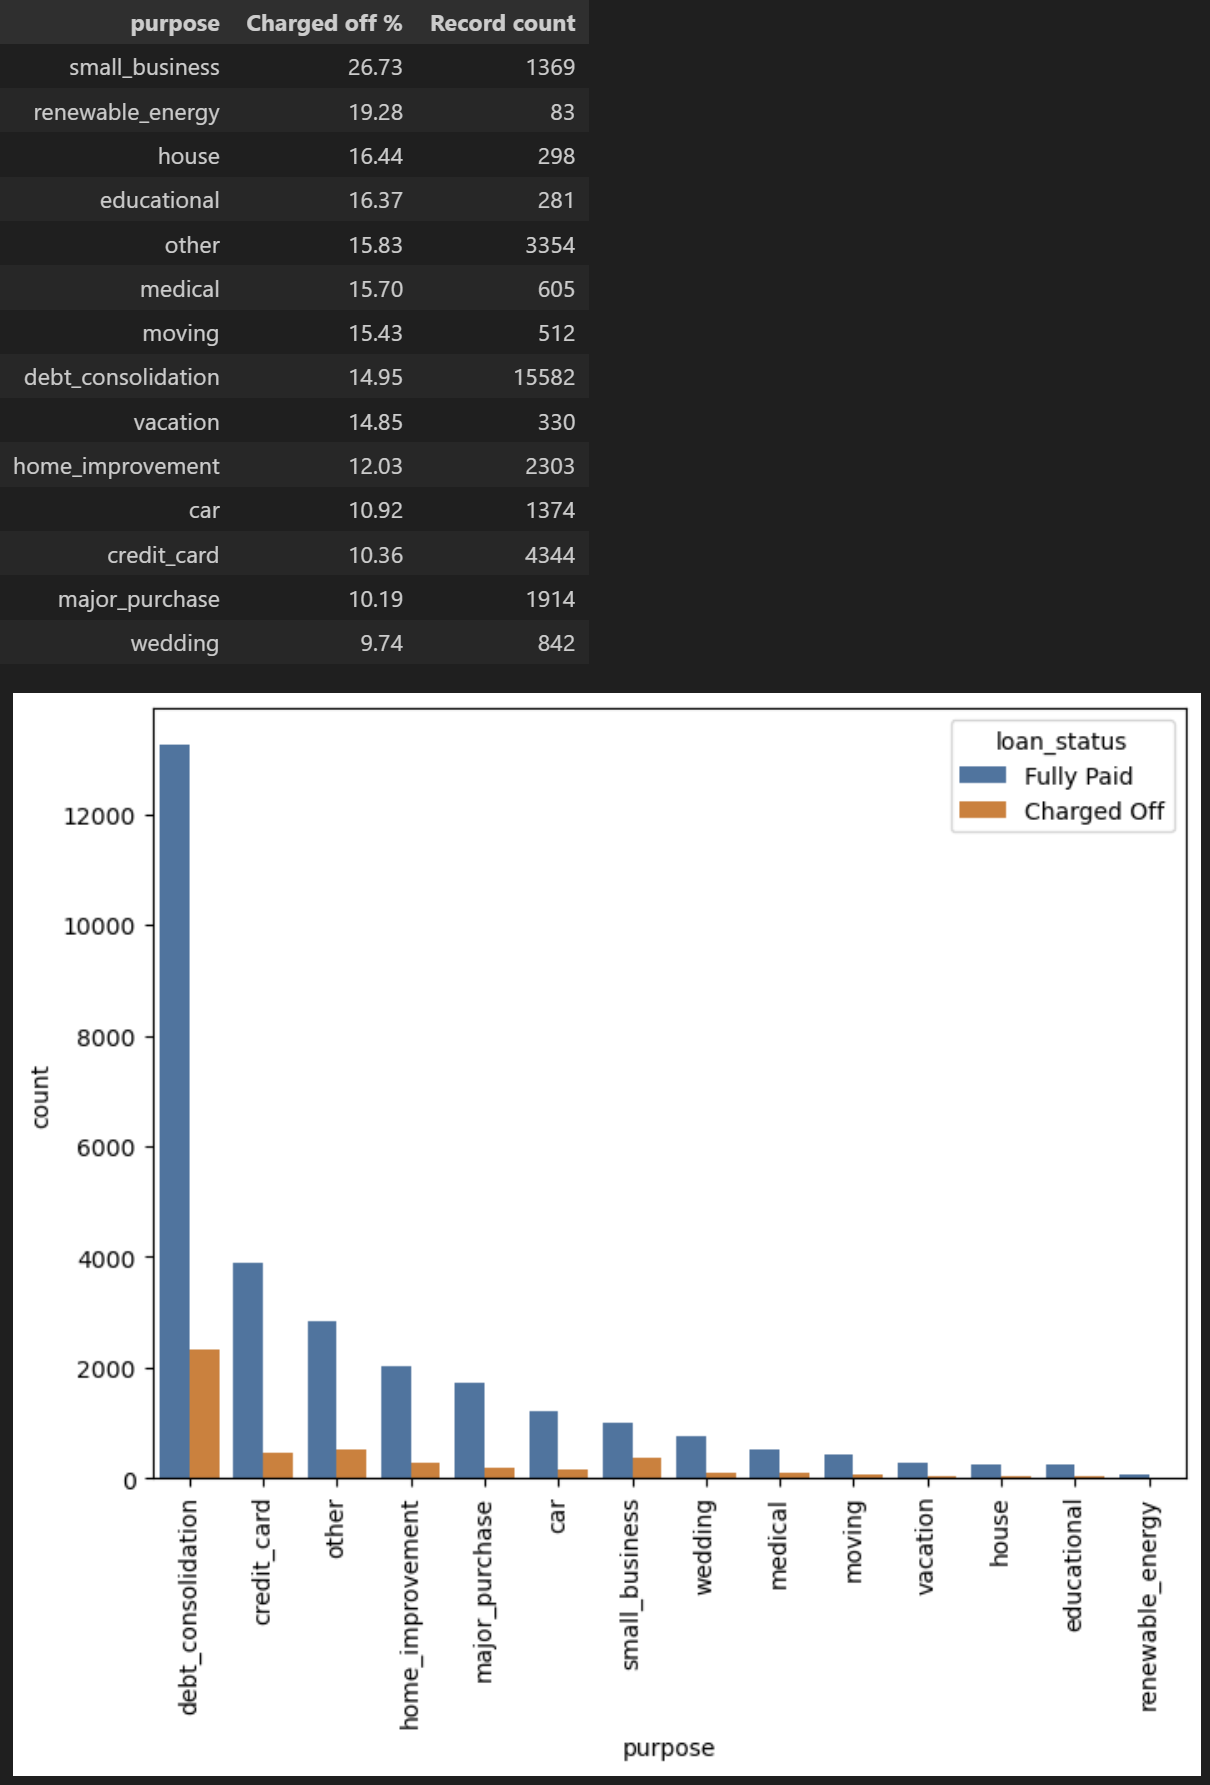 purpose Charged off % Record count
small_business 26.73 1369
renewable_energy 19.28 83
house 16.44 298
educational 16.37 281
other 15.83 3354
medical 15.70 605
moving 15.43 512
debt_consolidation 14.95 15582
vacation 14.85 330
home_improvement 12.03 2303
car 10.92 1374
credit_card 10.36 4344
major_purchase 10.19 1914
wedding 9.74 842
loan_status
Fully Paid
Charged Off
12000
10000
8000
6000
4000
2000
0
count
debt_consolidation
credit_card
other
home_improvement
major_purchase
car
small_business
wedding
medical
moving
vacation
house
educational
renewable_energy
purpose